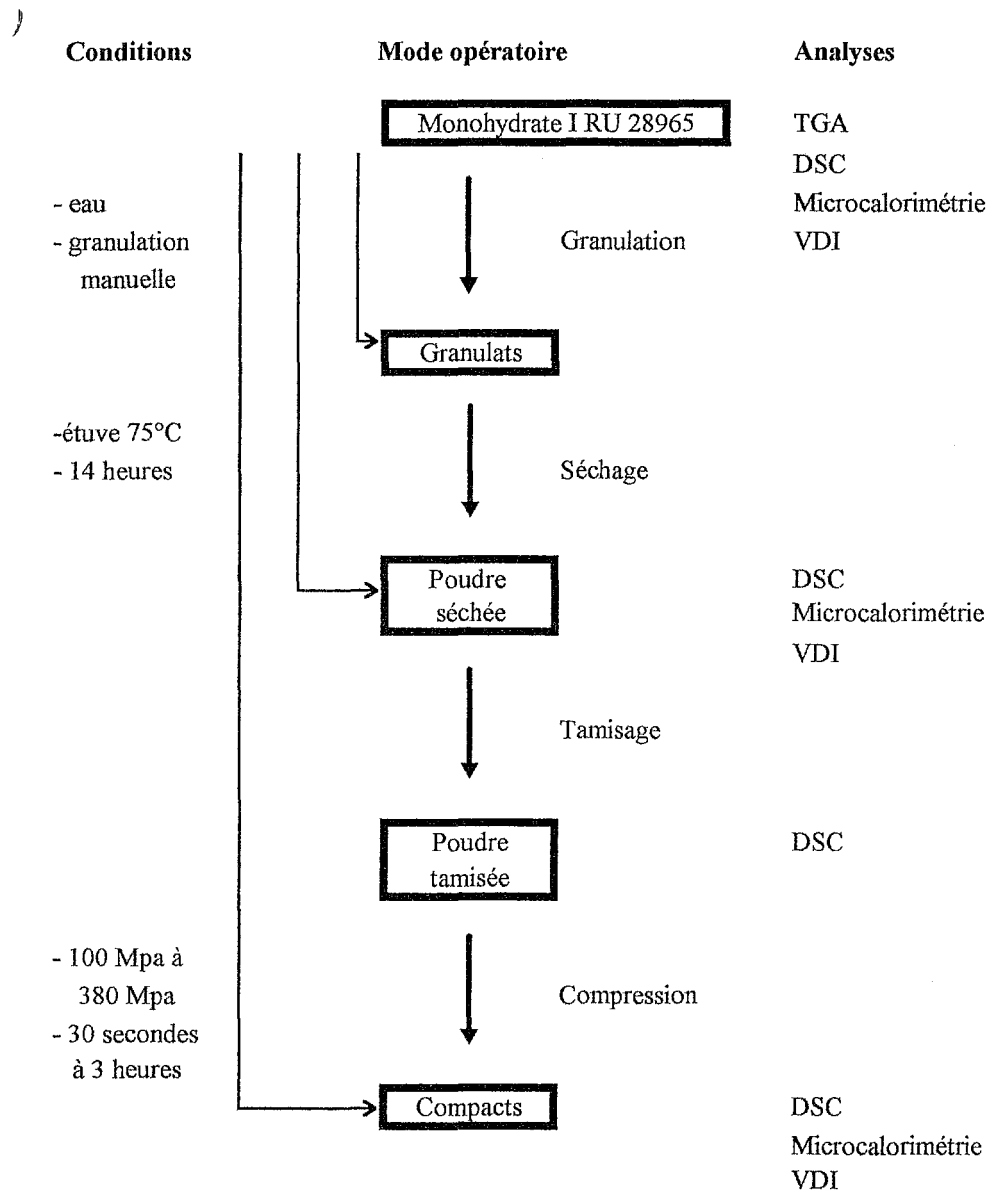 Conditions Mode opératoire Analyses
Monohydrate I RU 28965 TGA
DSC
- eau Microcalorimétrie
- granulation Granulation VDI
manuelle
Granulats
-étuve 75°C
- 14 heures Séchage
Poudre DSC
séchée Microcalorimétrie
VDI
Tamisage
Poudre DSC
tamisée
- 100 Mpa à
380 Mpa Compression
- 30 secondes
à 3 heures
Compacts DSC
Microcalorimétrie
VDI